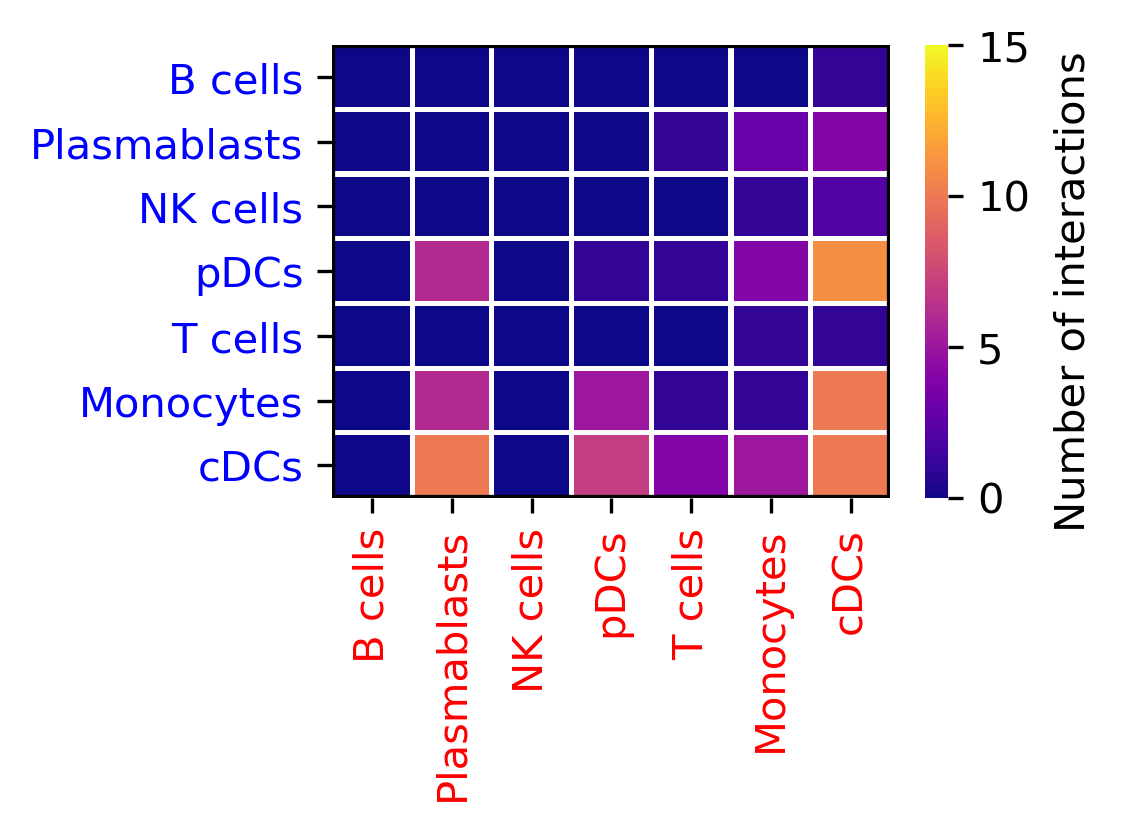 B cells
Plasmablasts
NK cells
pDCs
T cells
Monocytes
cDCs
B cells
Plasmablasts
NK cells
pDCs
T cells
Monocytes
cDCs
15
10
5
0
Number of interactions